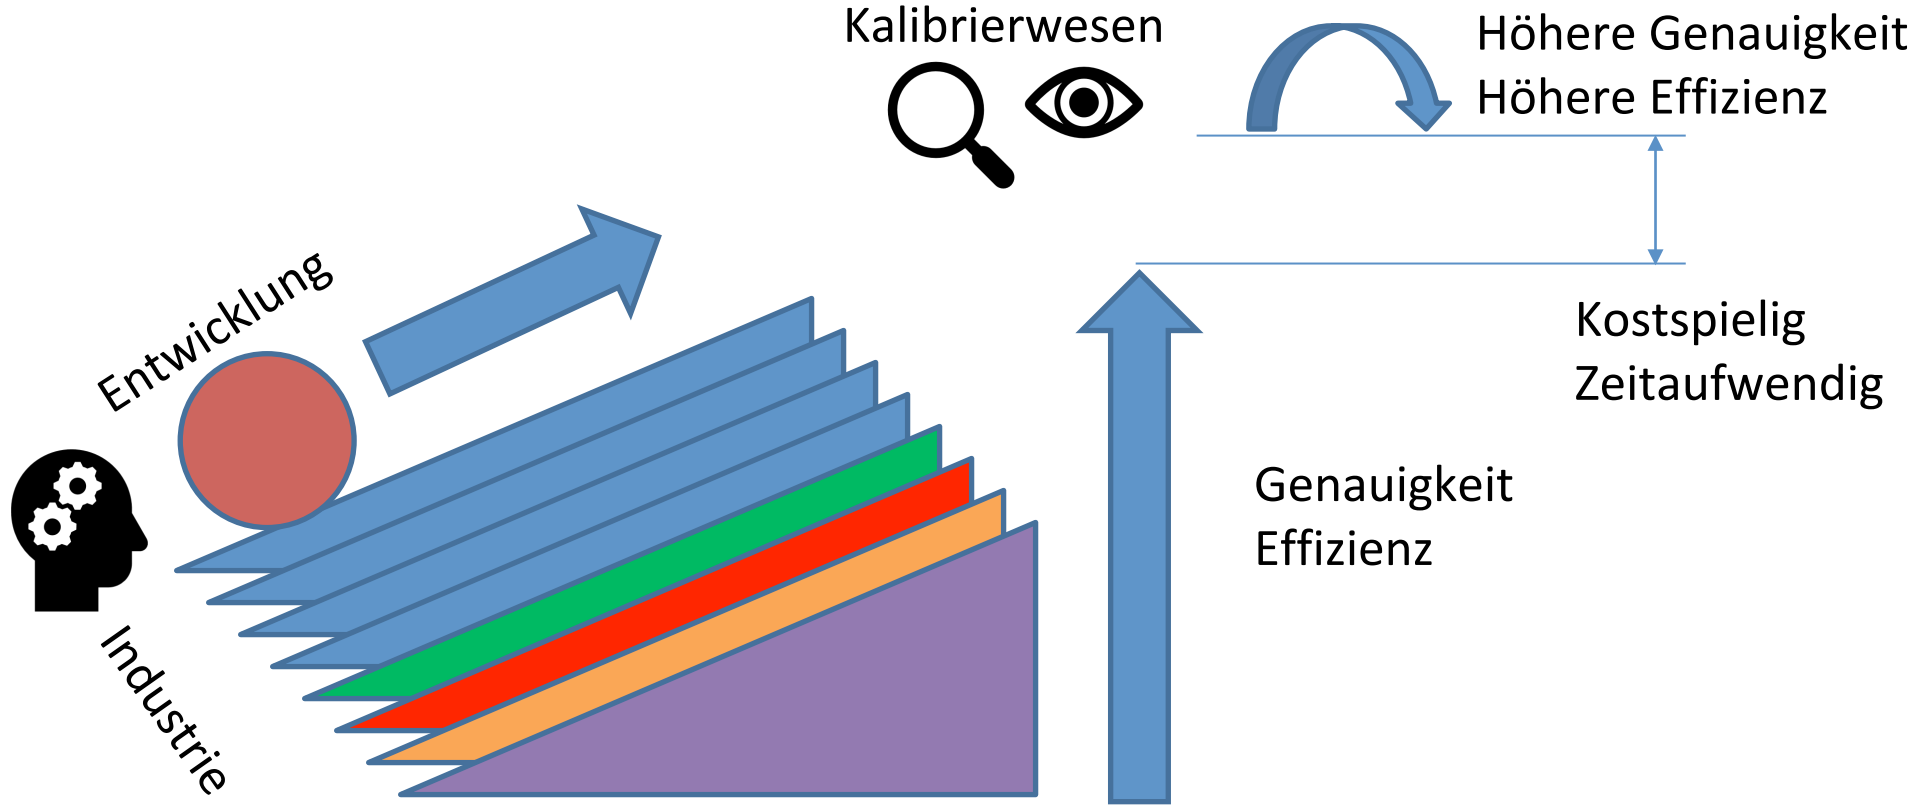 Kalibrierwesen
Höhere Genauigkeit
Höhere Effizienz
Entwicklung
Kostspielig
Zeitaufwendig
Genauigkeit
Effizienz
Industrie